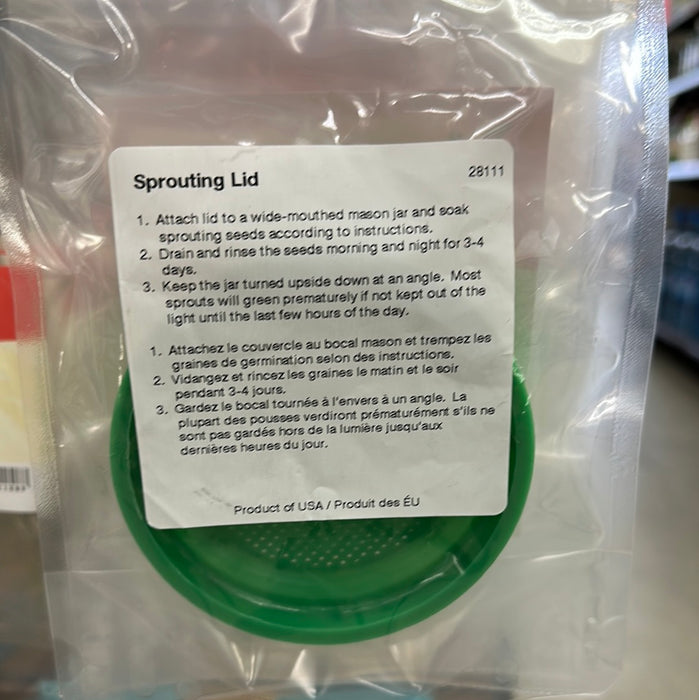 Sprouting Lid
28111
1. Attach lid to a wide-mouthed mason jar and soak
sprouting seeds according to instructions.
2. Drain and rinse the seeds morning and night for 3-4
days.
3. Keep the jar turned upside down at an angle. Most
sprouts will green prematurely if not kept out of the
light until the last few hours of the day.
1. Attachez le couvercle au bocal mason et trempez les
graines de germination selon des instructions.
2. Vidangez et rincez les graines le matin et le soir
pendant 3-4 jours.
3. Gardez le bocal tournée à l'envers à un angle. La
plupart des pousses verdiront prématurément s'ils ne
sont pas gardés hors de la lumière jusqu'aux
dernières heures du jour.
Product of USA / Produit des ÉU